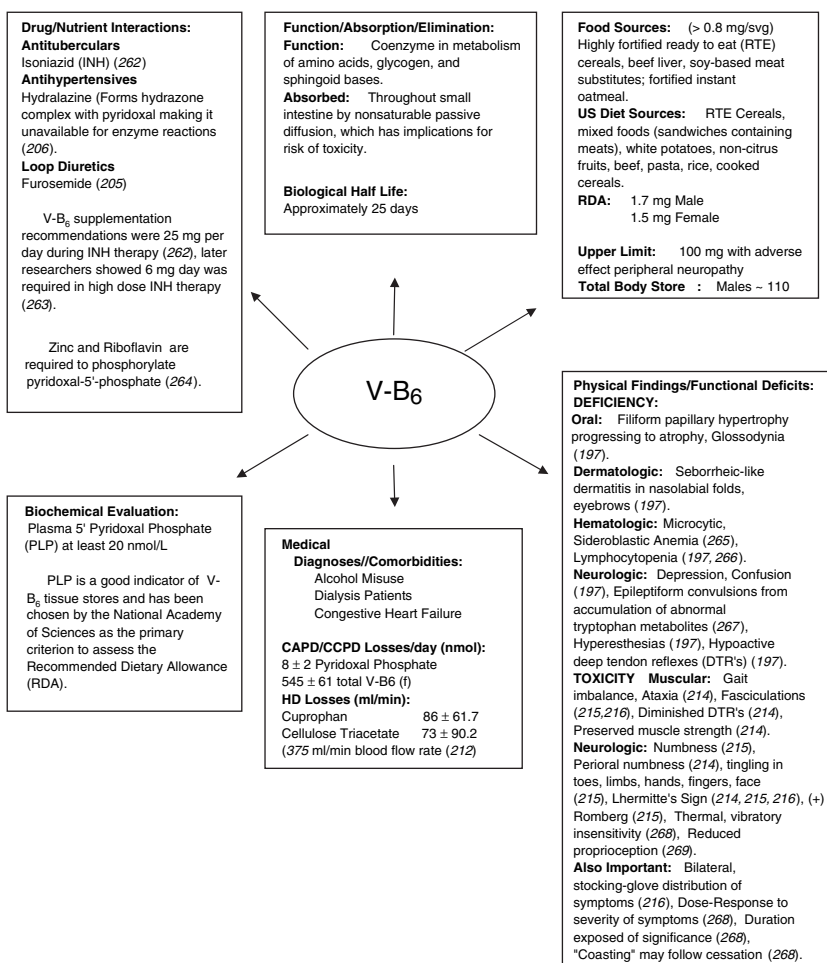 Drug/Nutrient Interactions:
Antituberculars
Isoniazid (INH) (262)
Antihypertensives
Hydralazine (Forms hydrazone
complex with pyridoxal making it
unavailable for enzyme reactions
(206).
Loop Diuretics
Furosemide (205)
V-B6 supplementation
recommendations were 25 mg per
day during INH therapy (262), later
researchers showed 6 mg day was
required in high dose INH therapy
(263).
Zinc and Riboflavin are
required to phosphorylate
pyridoxal-5'-phosphate (264).
Function/Absorption/Elimination:
Function: Coenzyme in metabolism
of amino acids, glycogen, and
sphingoid bases.
Absorbed: Throughout small
intestine by nonsaturable passive
diffusion, which has implications for
risk of toxicity.
Biological Half Life:
Approximately 25 days
Food Sources: (> 0.8 mg/svg)
Highly fortified ready to eat (RTE)
cereals, beef liver, soy-based meat
substitutes; fortified instant
oatmeal.
US Diet Sources: RTE Cereals,
mixed foods (sandwiches containing
meats), white potatoes, non-citrus
fruits, beef, pasta, rice, cooked
cereals.
RDA: 1.7 mg Male
1.5 mg Female
Upper Limit: 100 mg with adverse
effect peripheral neuropathy
Total Body Store : Males ~ 110
V-B6
Biochemical Evaluation:
Plasma 5' Pyridoxal Phosphate
(PLP) at least 20 nmol/L
PLP is a good indicator of V-
B6 tissue stores and has been
chosen by the National Academy
of Sciences as the primary
criterion to assess the
Recommended Dietary Allowance
(RDA).
Medical
Diagnoses//Comorbidities:
Alcohol Misuse
Dialysis Patients
Congestive Heart Failure
CAPD/CCPD Losses/day (nmol):
8 ± 2 Pyridoxal Phosphate
545 ± 61 total V-B6 (f)
HD Losses (ml/min):
Cuprophan 86 ± 61.7
Cellulose Triacetate 73 ± 90.2
(375 ml/min blood flow rate (212)
Physical Findings/Functional Deficits:
DEFICIENCY:
Oral: Filiform papillary hypertrophy
progressing to atrophy, Glossodynia
(197).
Dermatologic: Seborrheic-like
dermatitis in nasolabial folds,
eyebrows (197).
Hematologic: Microcytic,
Sideroblastic Anemia (265),
Lymphocytopenia (197, 266).
Neurologic: Depression, Confusion
(197), Epileptiform convulsions from
accumulation of abnormal
tryptophan metabolites (267),
Hyperesthesias (197), Hypoactive
deep tendon reflexes (DTR's) (197).
TOXICITY Muscular: Gait
imbalance, Ataxia (214), Fasciculations
(215,216), Diminished DTR's (214),
Preserved muscle strength (214).
Neurologic: Numbness (215),
Perioral numbness (214), tingling in
toes, limbs, hands, fingers, face
(215), Lhermitte's Sign (214, 215, 216), (+)
Romberg (215), Thermal, vibratory
insensitivity (268), Reduced
proprioception (269).
Also Important: Bilateral,
stocking-glove distribution of
symptoms (216), Dose-Response to
severity of symptoms (268), Duration
exposed of significance (268),
"Coasting" may follow cessation (268).